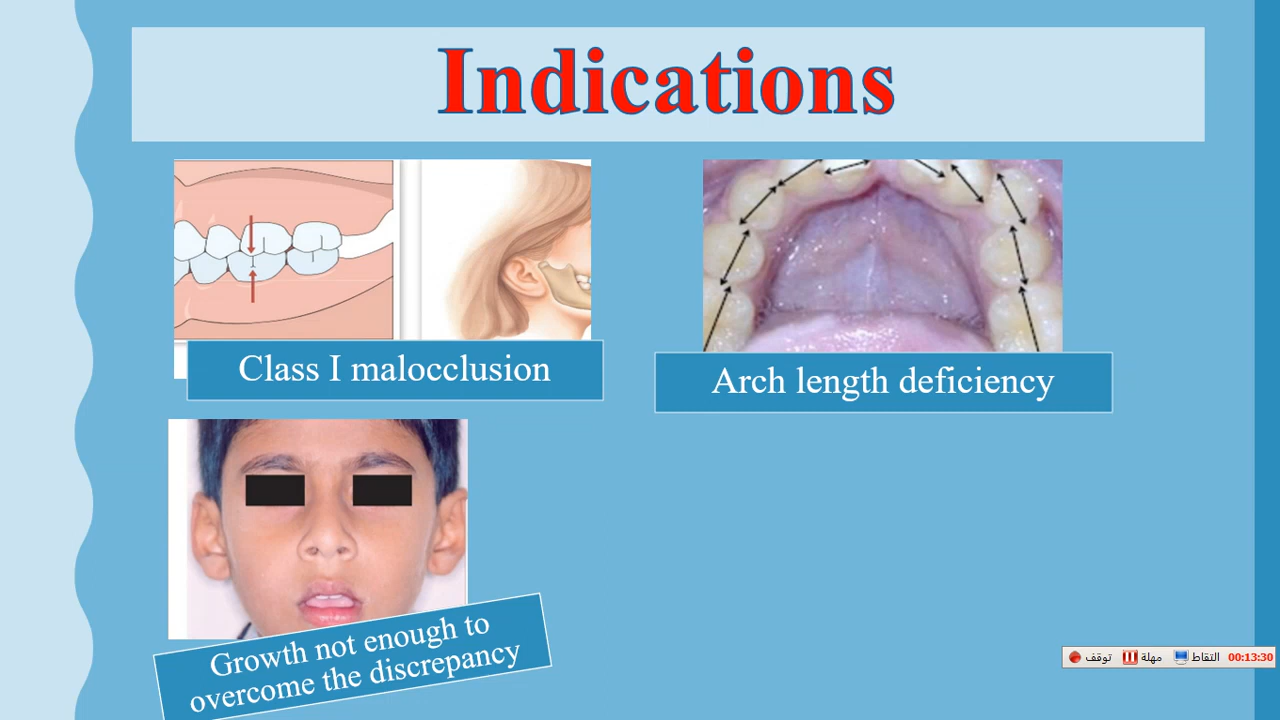 Indications
Class I malocclusion
Arch length deficiency
Growth not enough to
overcome the discrepancy
توقف مهلة التقاط 00:13:30